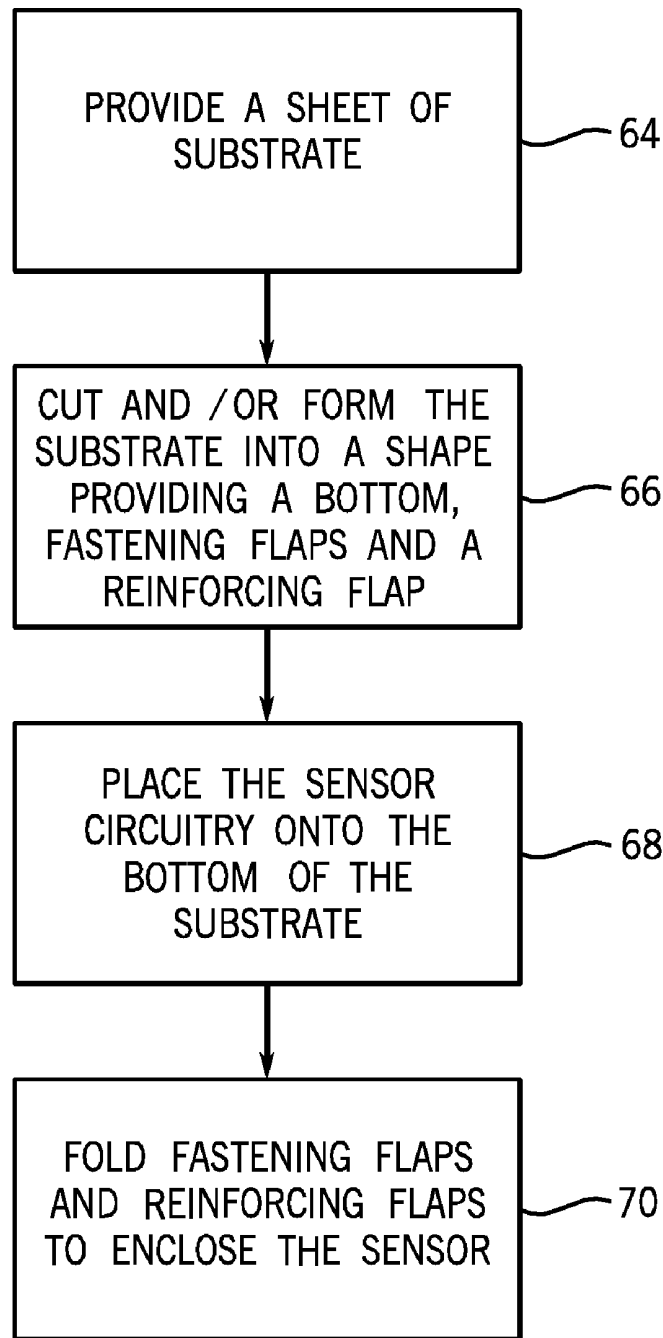 PROVIDE A SHEET OF
SUBSTRATE
64
CUT AND /OR FORM THE
SUBSTRATE INTO A SHAPE
PROVIDING A BOTTOM,
FASTENING FLAPS AND A
REINFORCING FLAP
66
PLACE THE SENSOR
CIRCUITRY ONTO THE
BOTTOM OF THE
SUBSTRATE
68
FOLD FASTENING FLAPS
AND REINFORCING FLAPS
TO ENCLOSE THE SENSOR
70